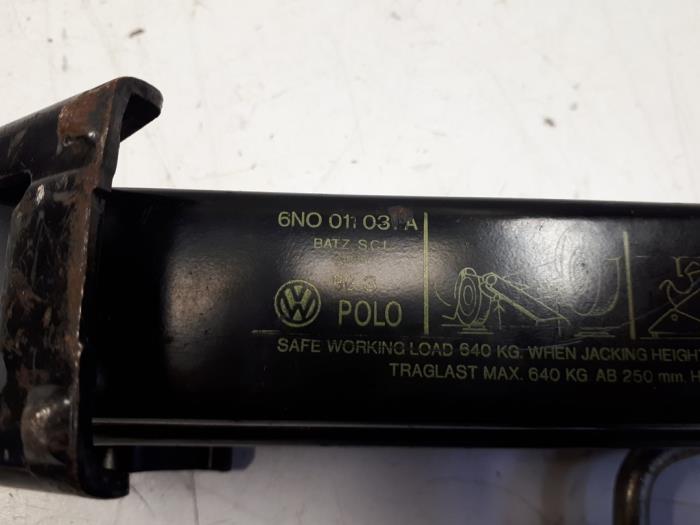 6N0 011 031 A
BATZ S.C.L.
POLO
SAFE WORKING LOAD 640 KG. WHEN JACKING HEIGH
TRAGLAST MAX. 640 KG AB 250 mm. H